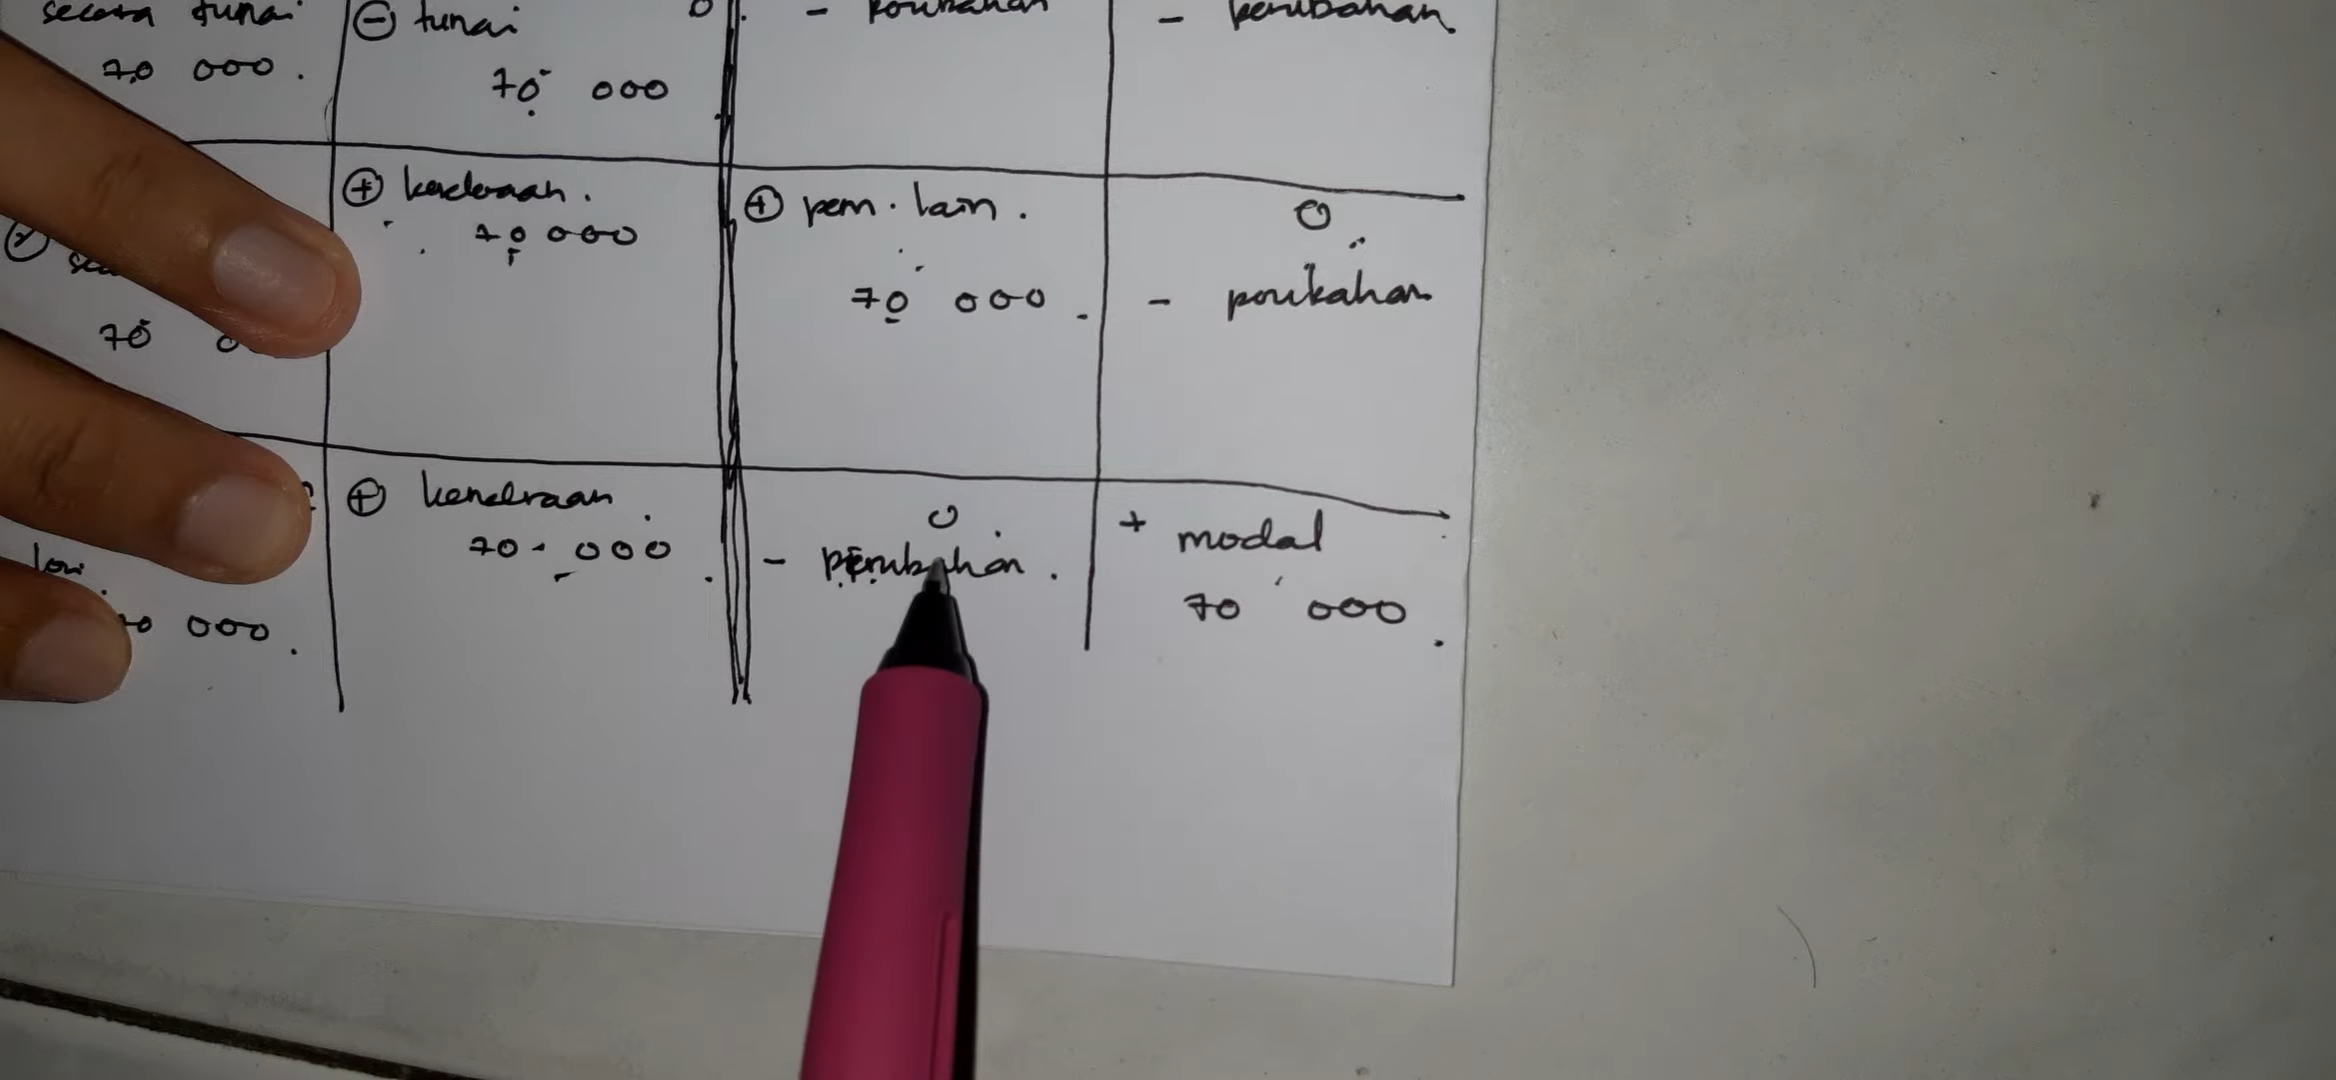 secara tunai
70 000.
⊖ tunai
70 000
0
- perubahan
⊕ kenderaan.
70 000
⊕ pem. lain.
70 000.
0
- perubahan
70
⊕ kenderaan
70 000
0
- perubahan.
+ modal
70 000
000.